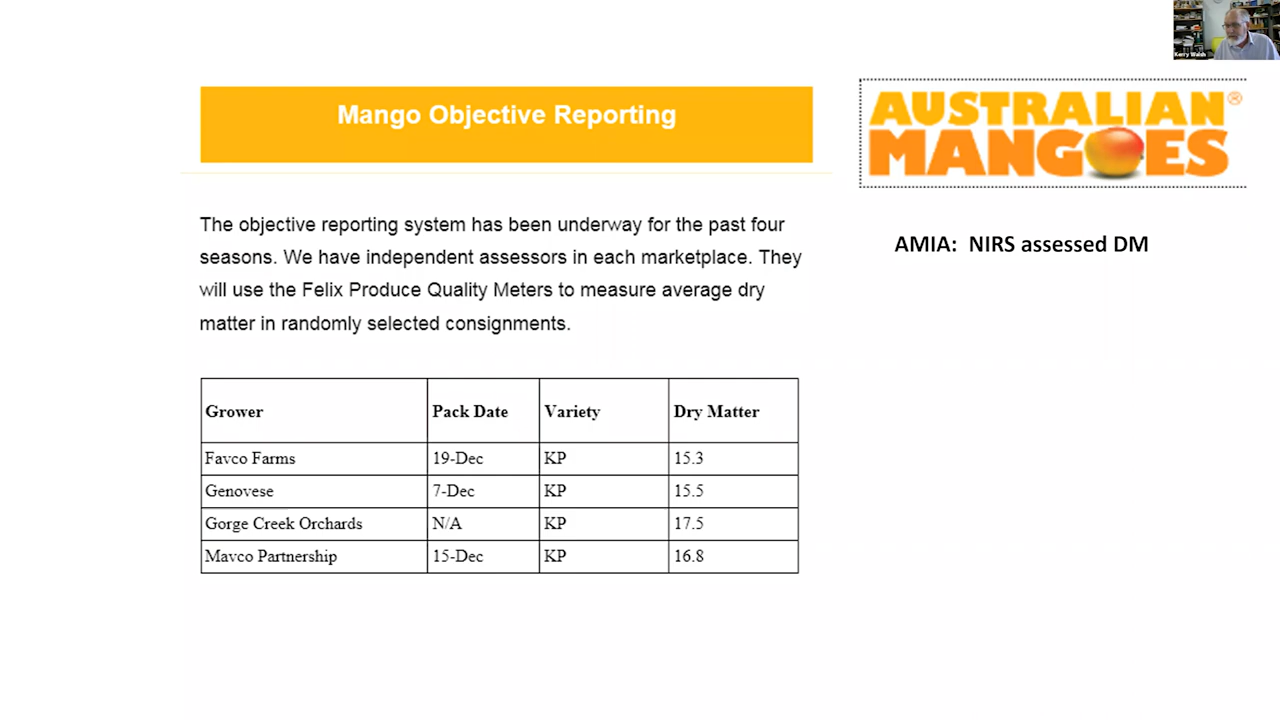 Kerry Walsh
Mango Objective Reporting
AUSTRALIAN®
MANGOES
The objective reporting system has been underway for the past four
seasons. We have independent assessors in each marketplace. They
will use the Felix Produce Quality Meters to measure average dry
matter in randomly selected consignments.
AMIA: NIRS assessed DM
Grower Pack Date Variety Dry Matter
Favco Farms 19-Dec KP 15.3
Genovese 7-Dec KP 15.5
Gorge Creek Orchards N/A KP 17.5
Mavco Partnership 15-Dec KP 16.8